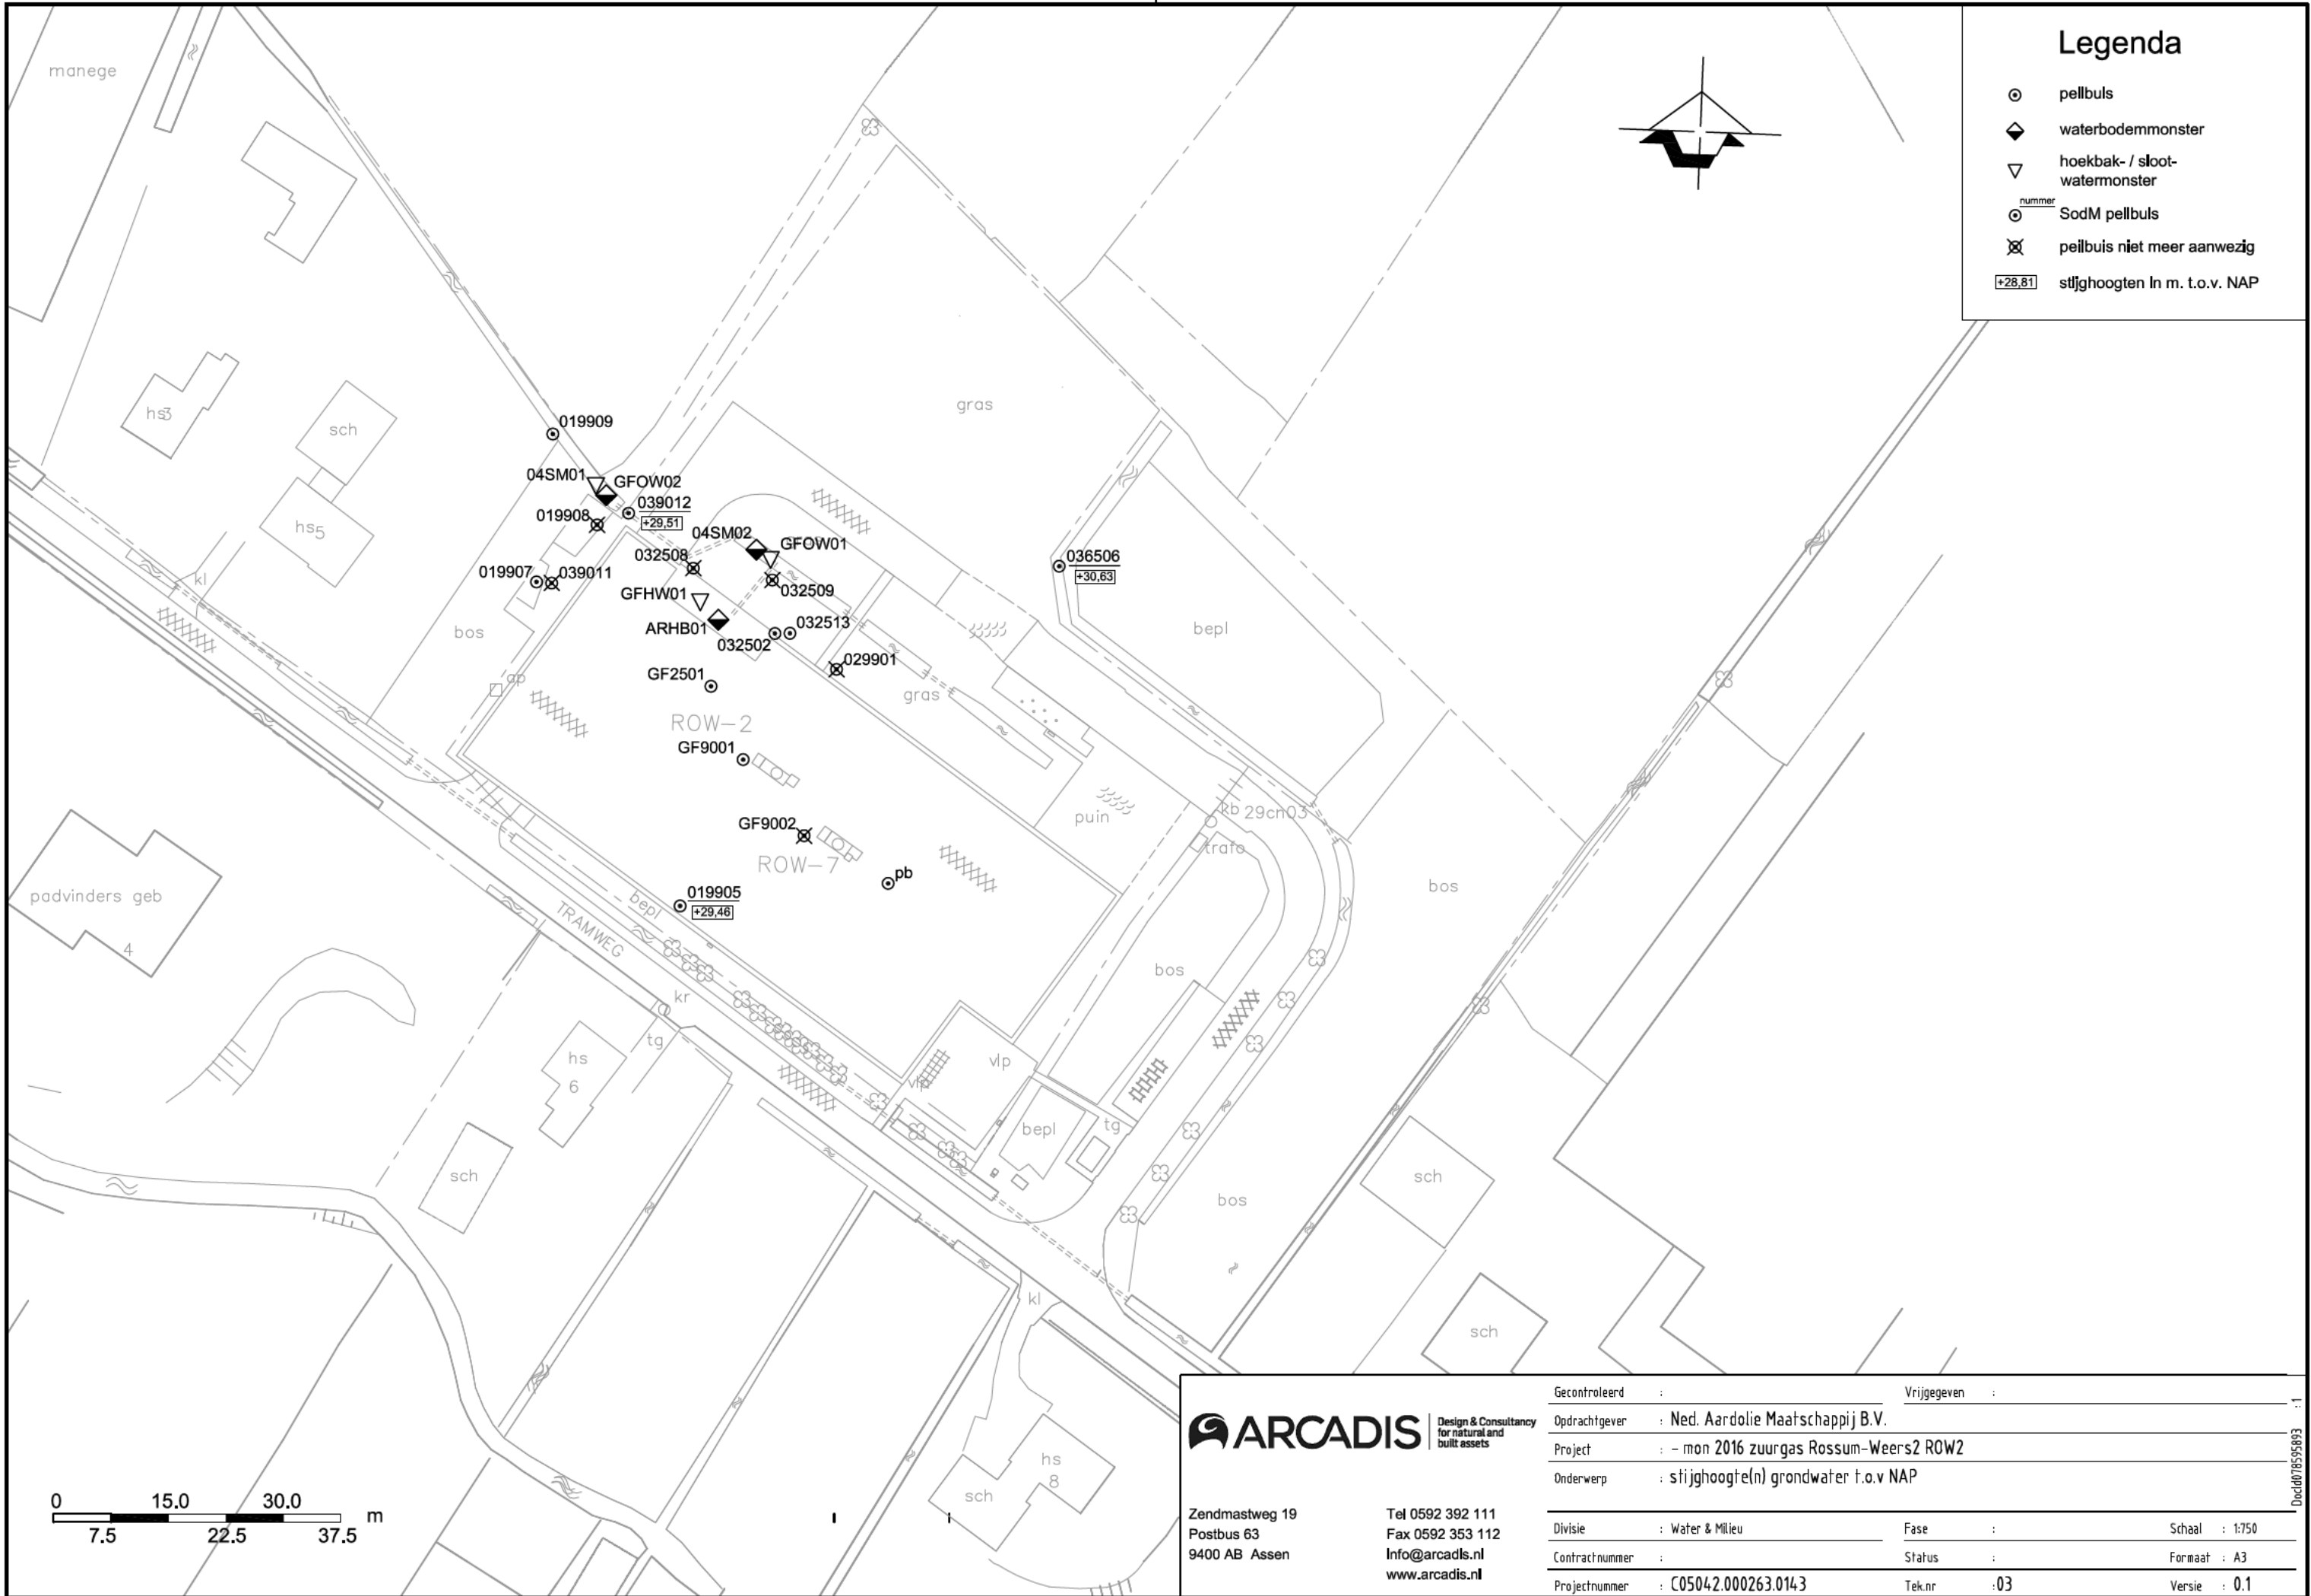 Legenda
pellbuls
waterbodemmonster
hoekbak- / sloot-
watermonster
nummer
SodM pellbuls
peilbuis niet meer aanwezig
+28,81 stijghoogten In m. t.o.v. NAP
manege
gras
hs3
sch
hs5
019909
04SM01
GFOW02
039012
+29,51
019908
04SM02
GFOW01
032508
036506
+30,63
019907
039011
032509
GFHW01
kl
bos
ARHB01
032513
032502
bepl
029901
GF2501
gras
ap
ROW-2
GF9001
puin
kb 29cn03
GF9002
trafo
ROW-7
pb
bos
padvinders geb
4
019905
+29,46
bepl
TRAMWEG
bos
kr
tg
hs
6
vlp
vlp
bepl
tg
sch
bos
sch
kl
sch
hs
8
sch
0 15.0 30.0
m
7.5 22.5 37.5
ARCADIS
Design & Consultancy
for natural and
built assets
Zendmastweg 19
Postbus 63
9400 AB Assen
Tel 0592 392 111
Fax 0592 353 112
Info@arcadis.nl
www.arcadis.nl
Gecontroleerd :
Vrijgegeven :
Opdrachtgever : Ned. Aardolie Maatschappij B.V.
Project : - mon 2016 zuurgas Rossum-Weers2 ROW2
Onderwerp : stijghoogte(n) grondwater t.o.v NAP
Divisie : Water & Milieu
Fase :
Schaal : 1:750
Contractnummer :
Status :
Formaat : A3
Projectnummer : C05042.000263.0143
Tek.nr :03
Versie : 0.1
DocId078595893 :1